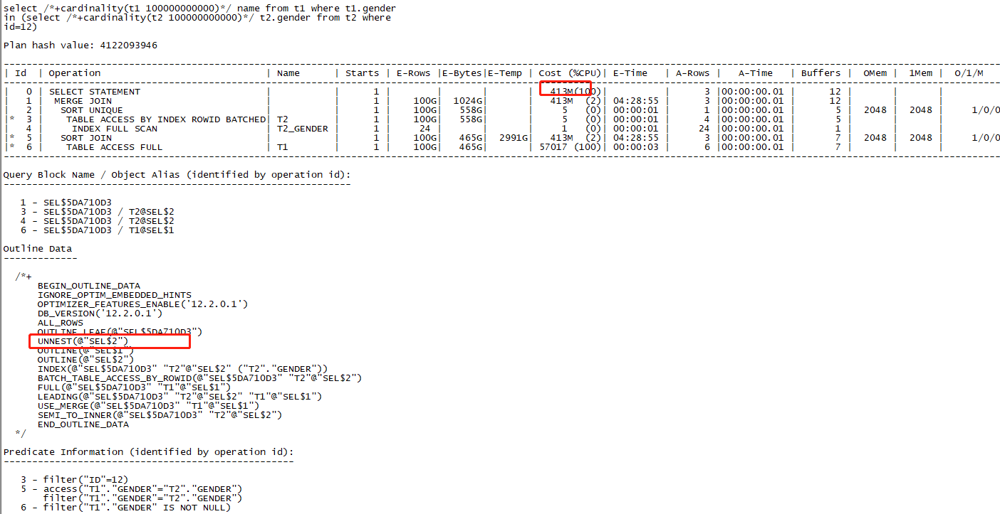 select /*+cardinality(t1 100000000000)*/ name from t1 where t1.gender
in (select /*+cardinality(t2 100000000000)*/ t2.gender from t2 where
id=12)
Plan hash value: 4122093946
| Id | Operation | Name | Starts | E-Rows |E-Bytes|E-Temp | Cost (%CPU)| E-Time | A-Rows | A-Time | Buffers | OMem | 1Mem | O/1/M
| 0 | SELECT STATEMENT | | 1 | | | | 413M(100)| | 3 |00:00:00.01 | 12 | | |
| 1 | MERGE JOIN | | 1 | 100G| 1024G| | 413M (2)| 04:28:55 | 3 |00:00:00.01 | 12 | | |
| 2 | SORT UNIQUE | | 1 | 100G| 558G| | 5 (0)| 00:00:01 | 1 |00:00:00.01 | 5 | 2048 | 2048 | 1/0/0
|* 3 | TABLE ACCESS BY INDEX ROWID BATCHED| T2 | 1 | 100G| 558G| | 5 (0)| 00:00:01 | 4 |00:00:00.01 | 5 | | |
| 4 | INDEX FULL SCAN | T2_GENDER | 1 | 24 | | | 1 (0)| 00:00:01 | 24 |00:00:00.01 | 1 | | |
|* 5 | SORT JOIN | | 1 | 100G| 465G| 2991G| 413M (2)| 04:28:55 | 3 |00:00:00.01 | 7 | 2048 | 2048 | 1/0/0
|* 6 | TABLE ACCESS FULL | T1 | 1 | 100G| 465G| | 57017 (100)| 00:00:03 | 6 |00:00:00.01 | 7 | | |
Query Block Name / Object Alias (identified by operation id):
1 - SEL$5DA710D3
3 - SEL$5DA710D3 / T2@SEL$2
4 - SEL$5DA710D3 / T2@SEL$2
6 - SEL$5DA710D3 / T1@SEL$1
Outline Data
/*+
BEGIN_OUTLINE_DATA
IGNORE_OPTIM_EMBEDDED_HINTS
OPTIMIZER_FEATURES_ENABLE('12.2.0.1')
DB_VERSION('12.2.0.1')
ALL_ROWS
OUTLINE_LEAF(@"SEL$5DA710D3")
UNNEST(@"SEL$2")
OUTLINE(@"SEL$1")
OUTLINE(@"SEL$2")
INDEX(@"SEL$5DA710D3" "T2"@"SEL$2" ("T2"."GENDER"))
BATCH_TABLE_ACCESS_BY_ROWID(@"SEL$5DA710D3" "T2"@"SEL$2")
FULL(@"SEL$5DA710D3" "T1"@"SEL$1")
LEADING(@"SEL$5DA710D3" "T2"@"SEL$2" "T1"@"SEL$1")
USE_MERGE(@"SEL$5DA710D3" "T1"@"SEL$1")
SEMI_TO_INNER(@"SEL$5DA710D3" "T2"@"SEL$2")
END_OUTLINE_DATA
*/
Predicate Information (identified by operation id):
3 - filter("ID"=12)
5 - access("T1"."GENDER"="T2"."GENDER")
filter("T1"."GENDER"="T2"."GENDER")
6 - filter("T1"."GENDER" IS NOT NULL)